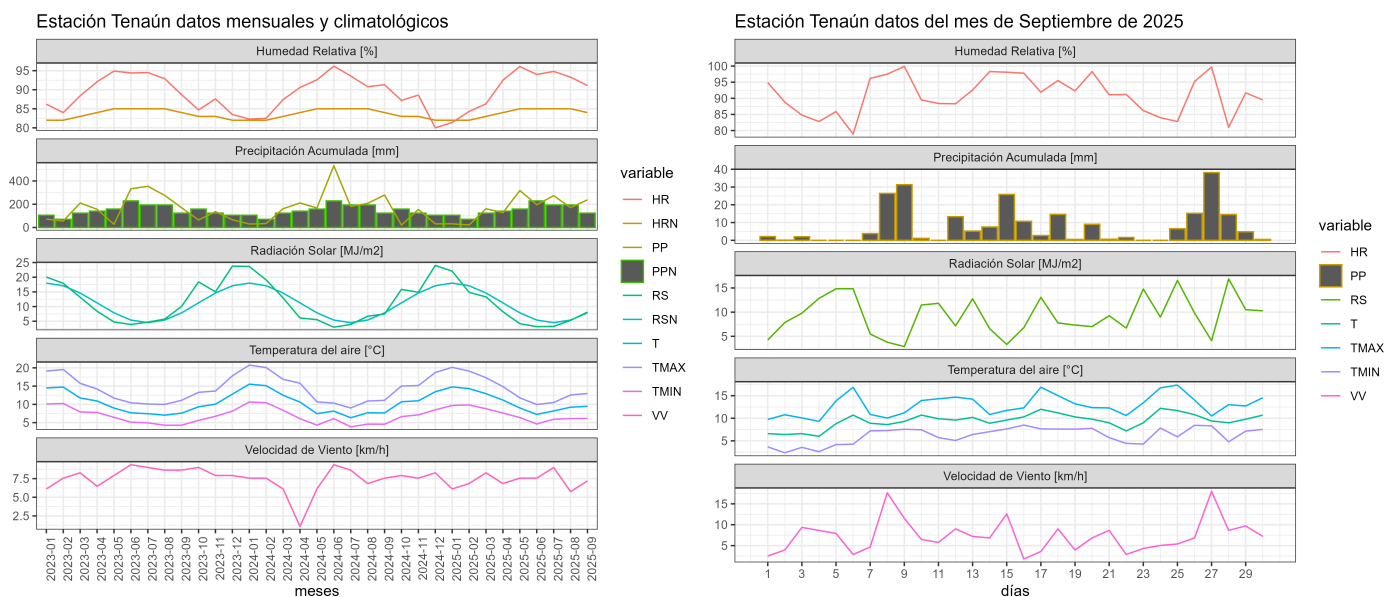 Estación Tenaún datos mensuales y climatológicos
Humedad Relativa [%]
95
90
85
80
Precipitación Acumulada [mm]
400
200
0
Radiación Solar [MJ/m2]
25
20
15
10
5
Temperatura del aire [°C]
20
15
10
5
Velocidad de Viento [km/h]
7.5
5.0
2.5
2023-01
2023-02
2023-03
2023-04
2023-05
2023-06
2023-07
2023-08
2023-09
2023-10
2023-11
2023-12
2024-01
2024-02
2024-03
2024-04
2024-05
2024-06
2024-07
2024-08
2024-09
2024-10
2024-11
2024-12
2025-01
2025-02
2025-03
2025-04
2025-05
2025-06
2025-07
2025-08
2025-09
meses
variable
HR
HRN
PP
PPN
RS
RSN
T
TMAX
TMIN
VV
Estación Tenaún datos del mes de Septiembre de 2025
Humedad Relativa [%]
100
95
90
85
80
Precipitación Acumulada [mm]
40
30
20
10
0
Radiación Solar [MJ/m2]
15
10
5
Temperatura del aire [°C]
15
10
5
Velocidad de Viento [km/h]
15
10
5
1 3 5 7 9 11 13 15 17 19 21 23 25 27 29
días
variable
HR
PP
RS
T
TMAX
TMIN
VV